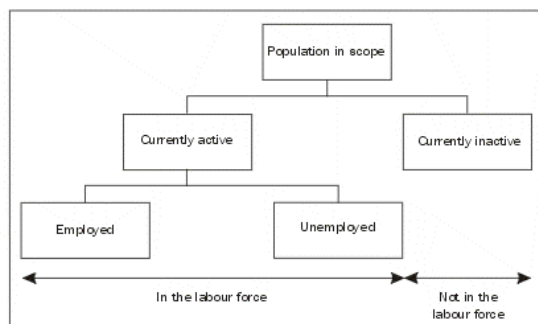 Population in scope
Currently active
Currently inactive
Employed
Unemployed
In the labour force
Not in the
labour force